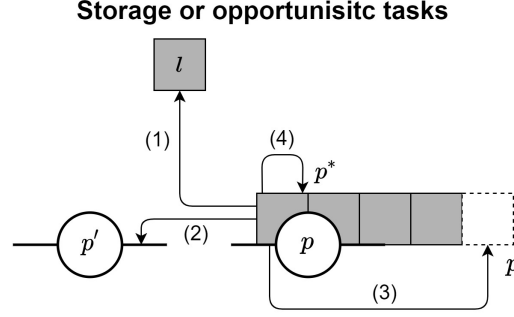 Storage or opportunisitc tasks
l
(1)
(4)
p*
(2)
p′
p
p
(3)